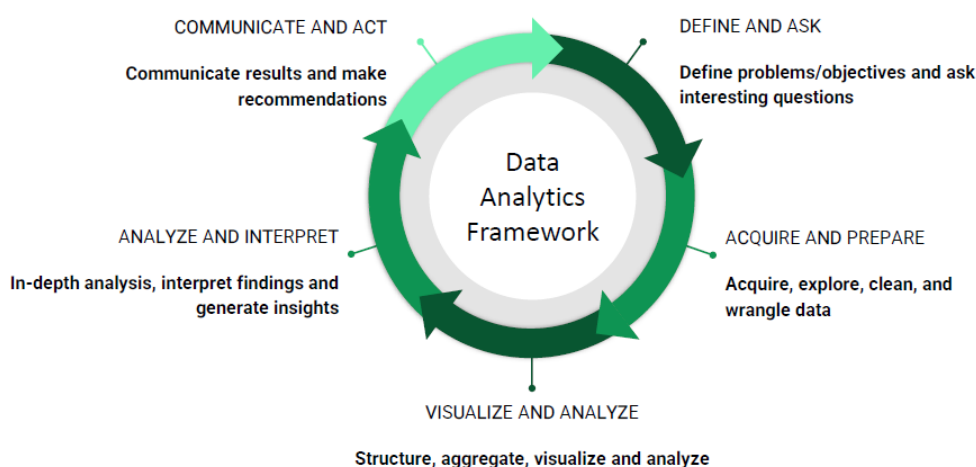 COMMUNICATE AND ACT
Communicate results and make
recommendations
DEFINE AND ASK
Define problems/objectives and ask
interesting questions
Data
Analytics
Framework
ANALYZE AND INTERPRET
In-depth analysis, interpret findings and
generate insights
ACQUIRE AND PREPARE
Acquire, explore, clean, and
wrangle data
VISUALIZE AND ANALYZE
Structure, aggregate, visualize and analyze